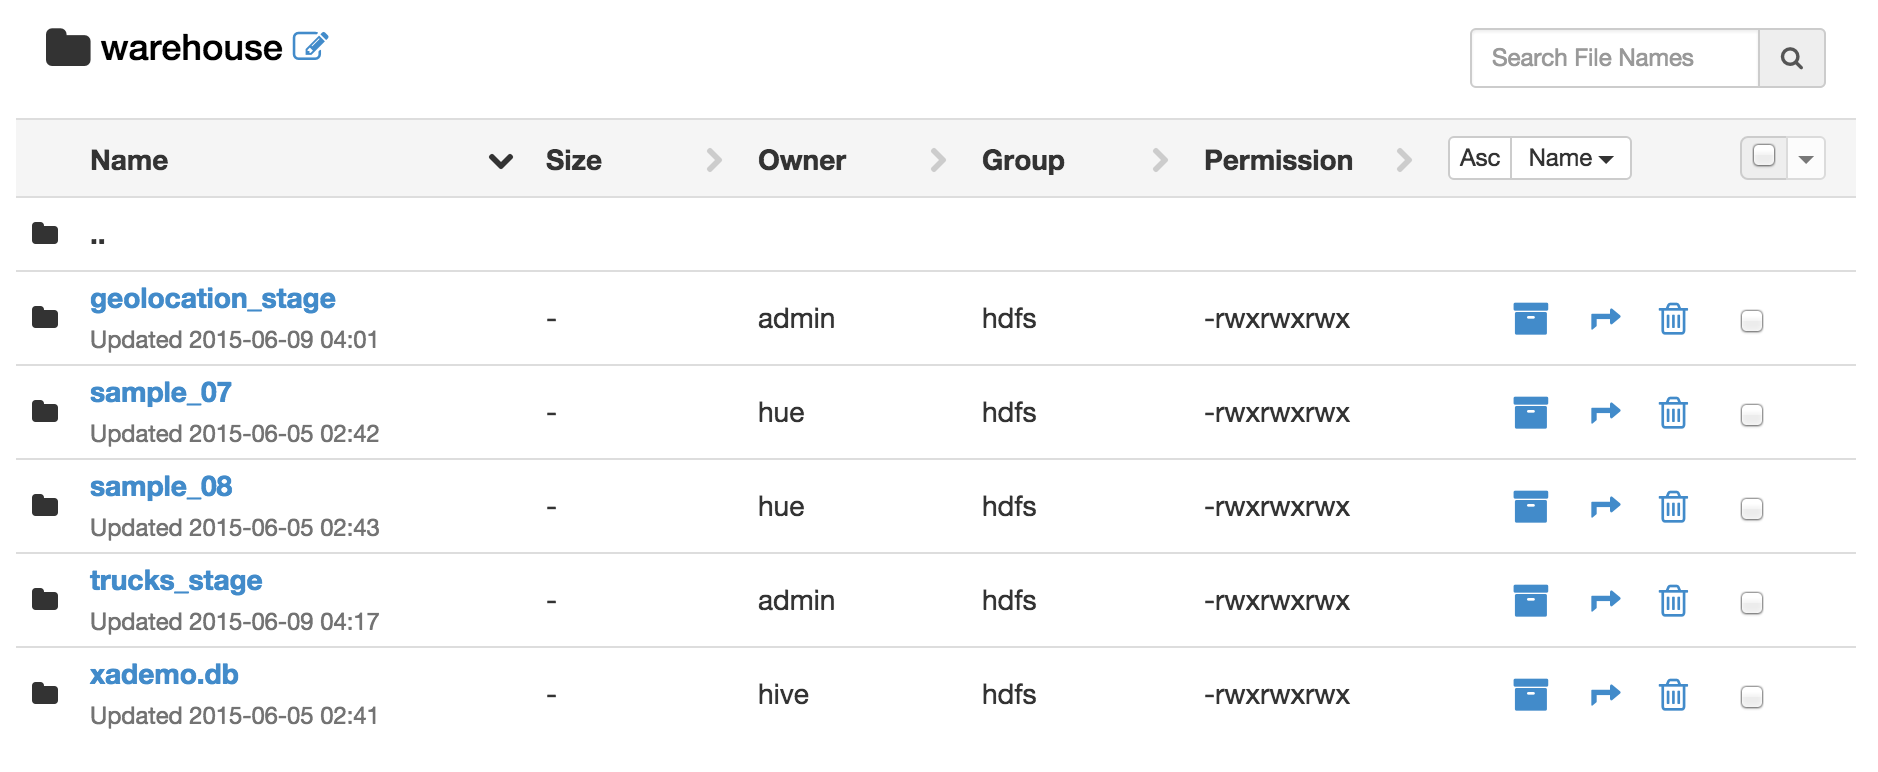 warehouse
Search File Names
Name Size Owner Group Permission Asc Name
..
geolocation_stage
Updated 2015-06-09 04:01
- admin hdfs -rwxrwxrwx
sample_07
Updated 2015-06-05 02:42
- hue hdfs -rwxrwxrwx
sample_08
Updated 2015-06-05 02:43
- hue hdfs -rwxrwxrwx
trucks_stage
Updated 2015-06-09 04:17
- admin hdfs -rwxrwxrwx
xademo.db
Updated 2015-06-05 02:41
- hive hdfs -rwxrwxrwx